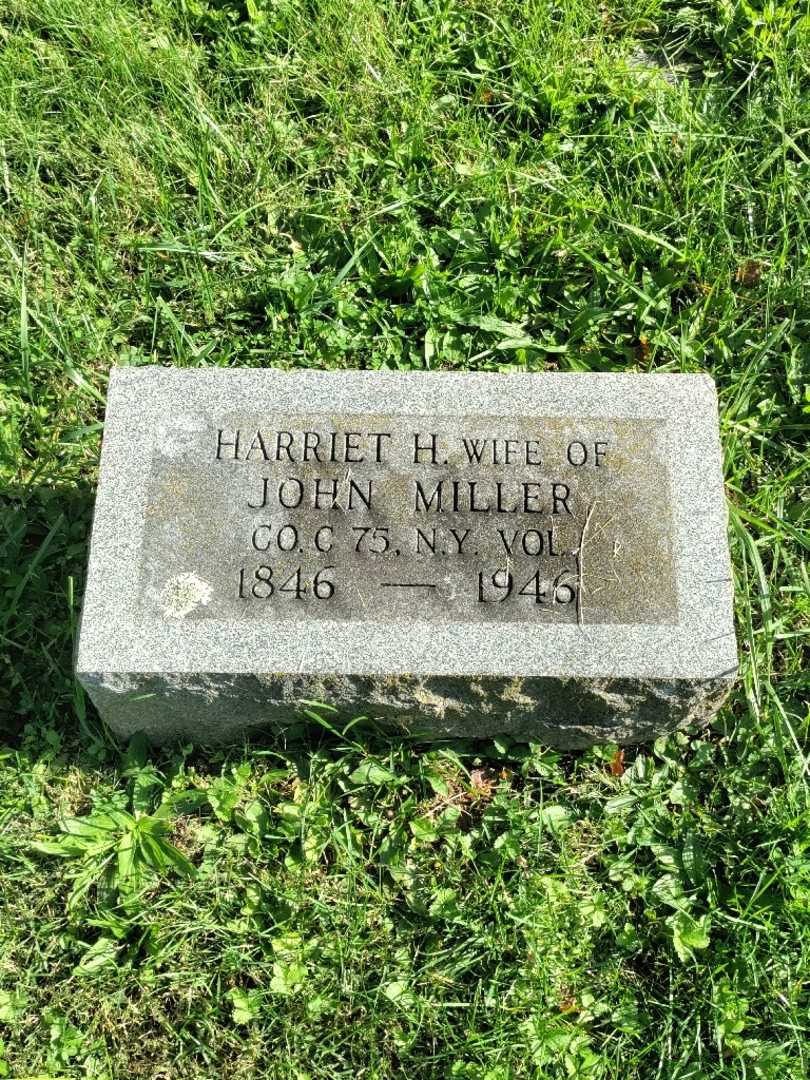 HARRIET H. WIFE OF
JOHN MILLER
CO. C 75, N.Y. VOL.
1846 — 1946